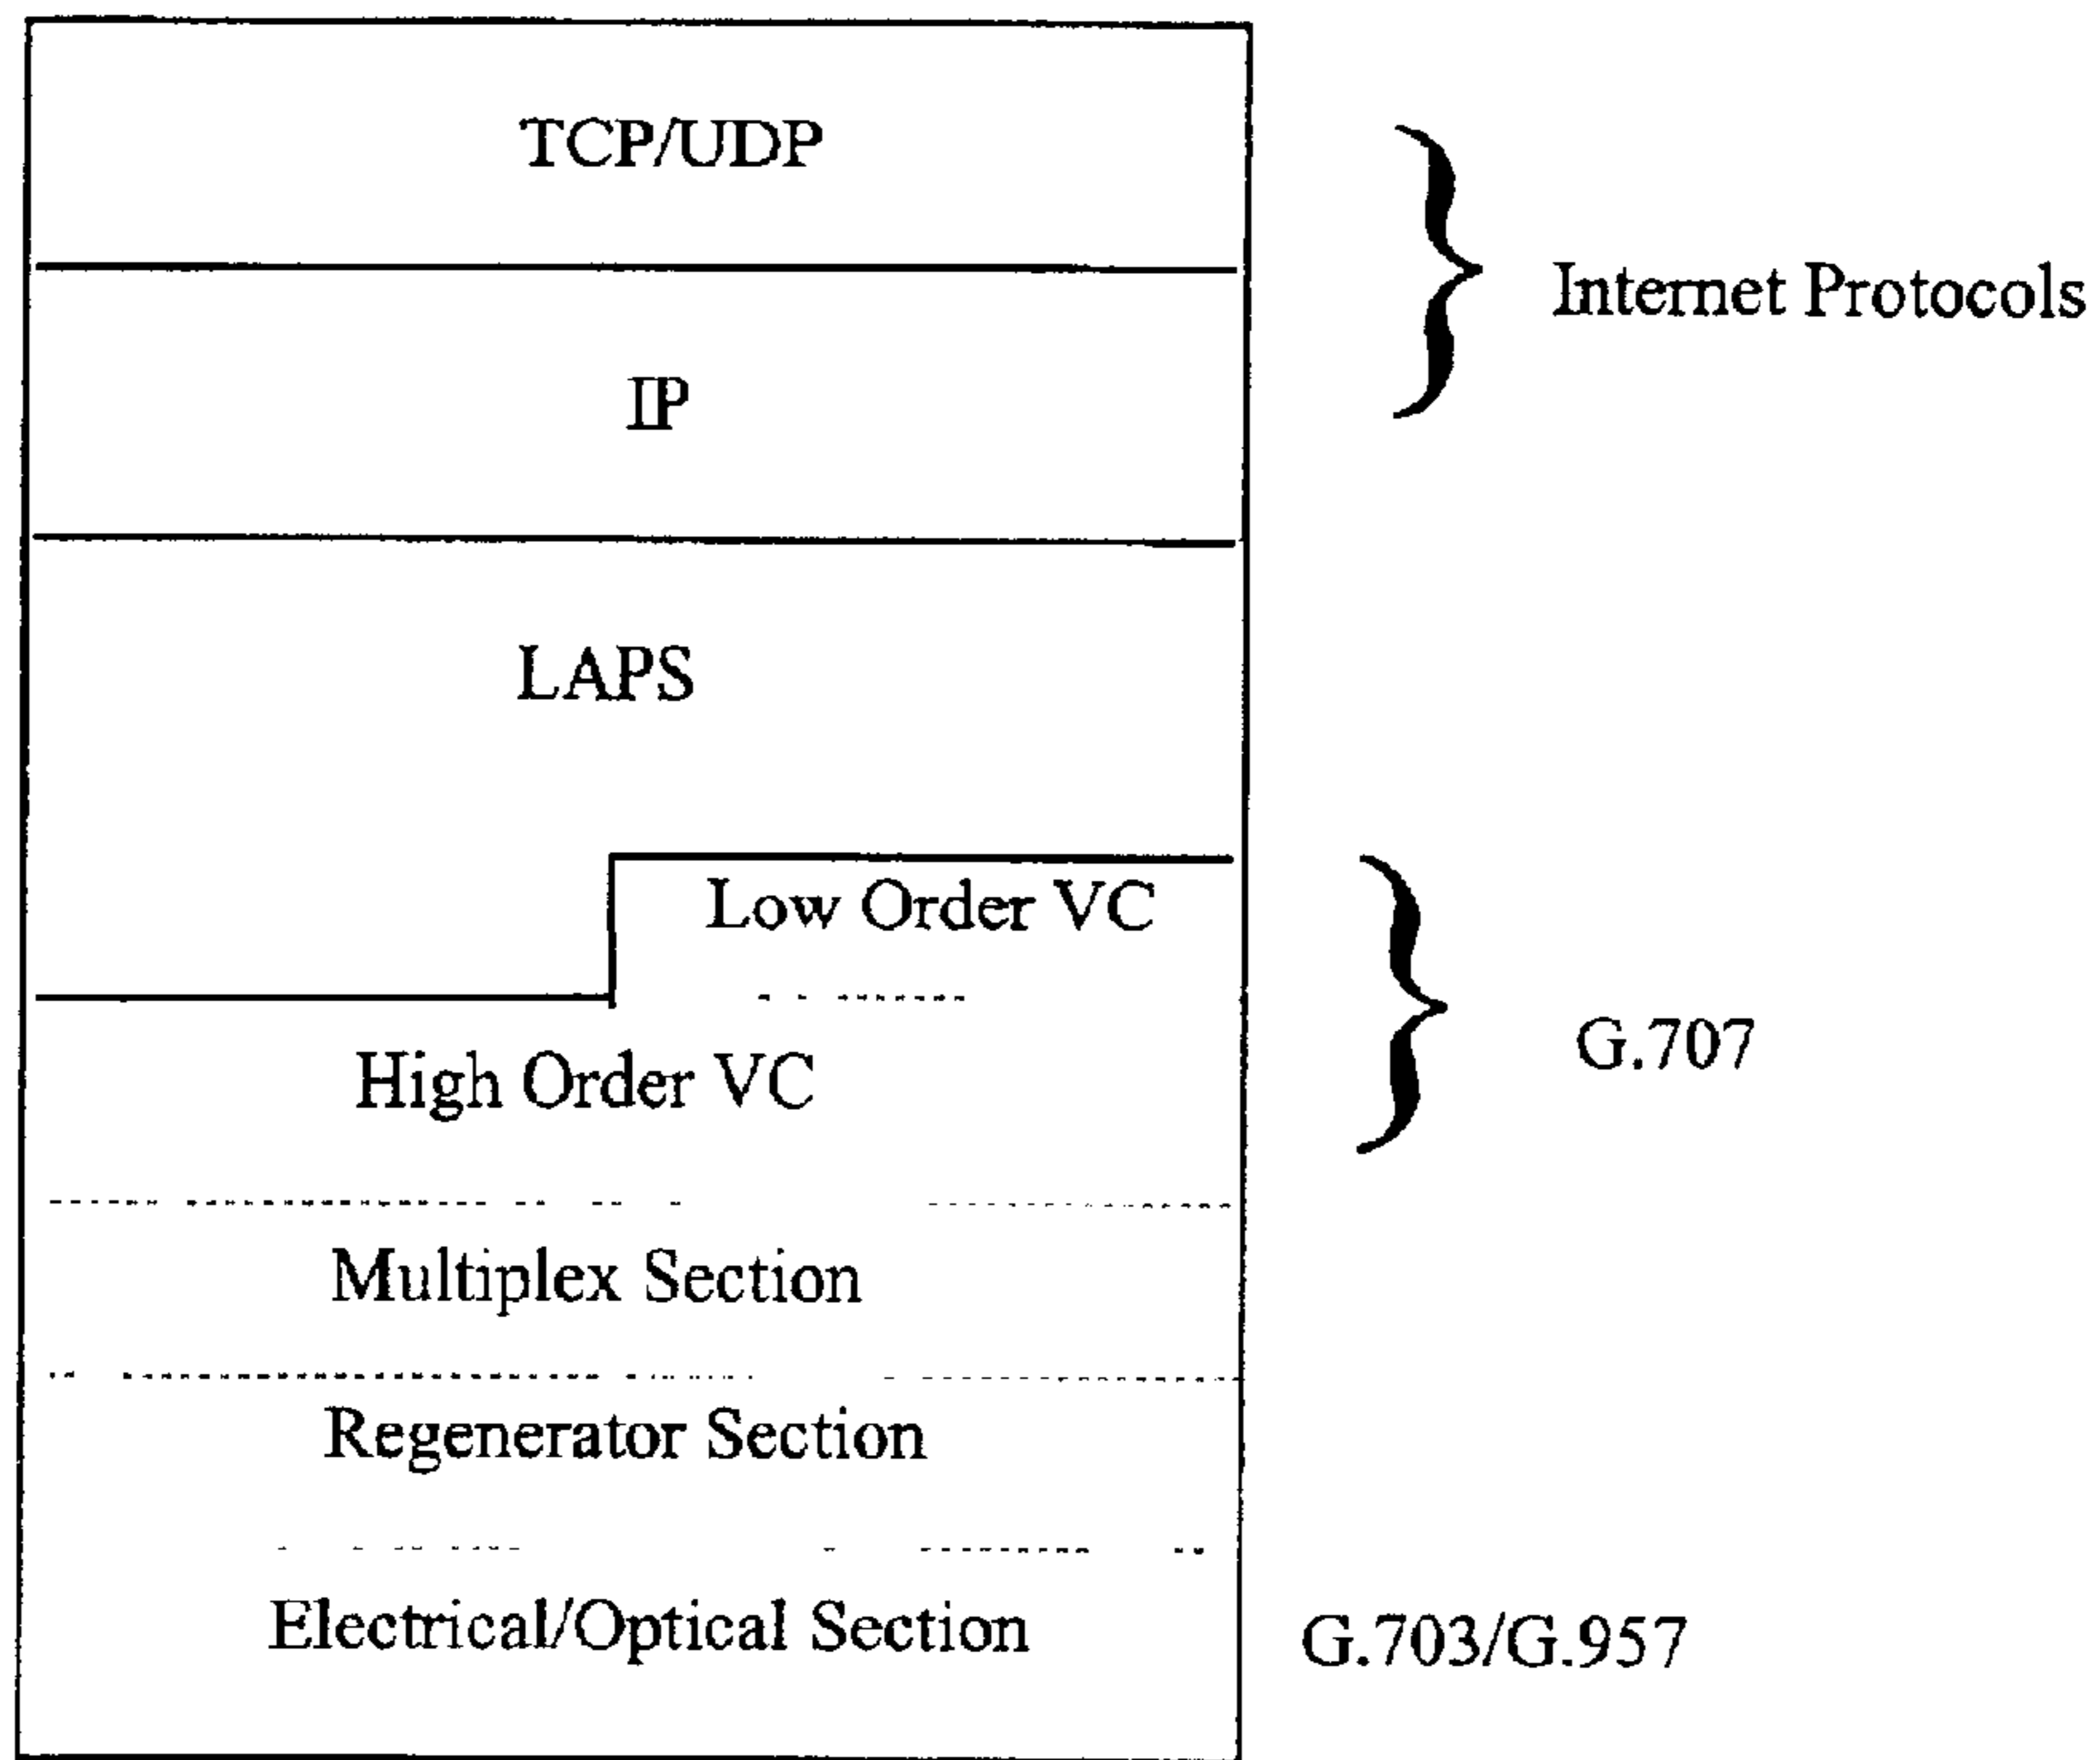 TCP/UDP
Internet Protocols
IP
LAPS
Low Order VC
G.707
High Order VC
Multiplex Section
Regenerator Section
Electrical/Optical Section
G.703/G.957